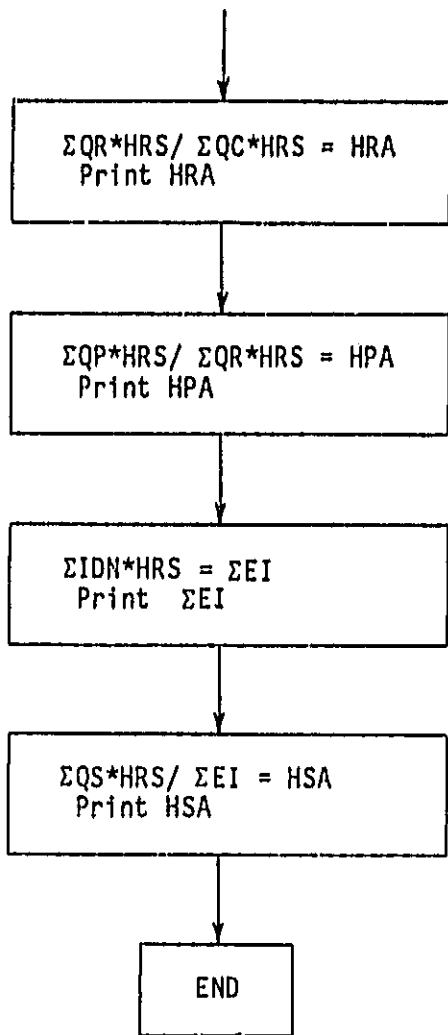 ΣQR*HRS/ ΣQC*HRS = HRA
Print HRA
ΣQP*HRS/ ΣQR*HRS = HPA
Print HPA
ΣIDN*HRS = ΣEI
Print ΣEI
ΣQS*HRS/ ΣEI = HSA
Print HSA
END